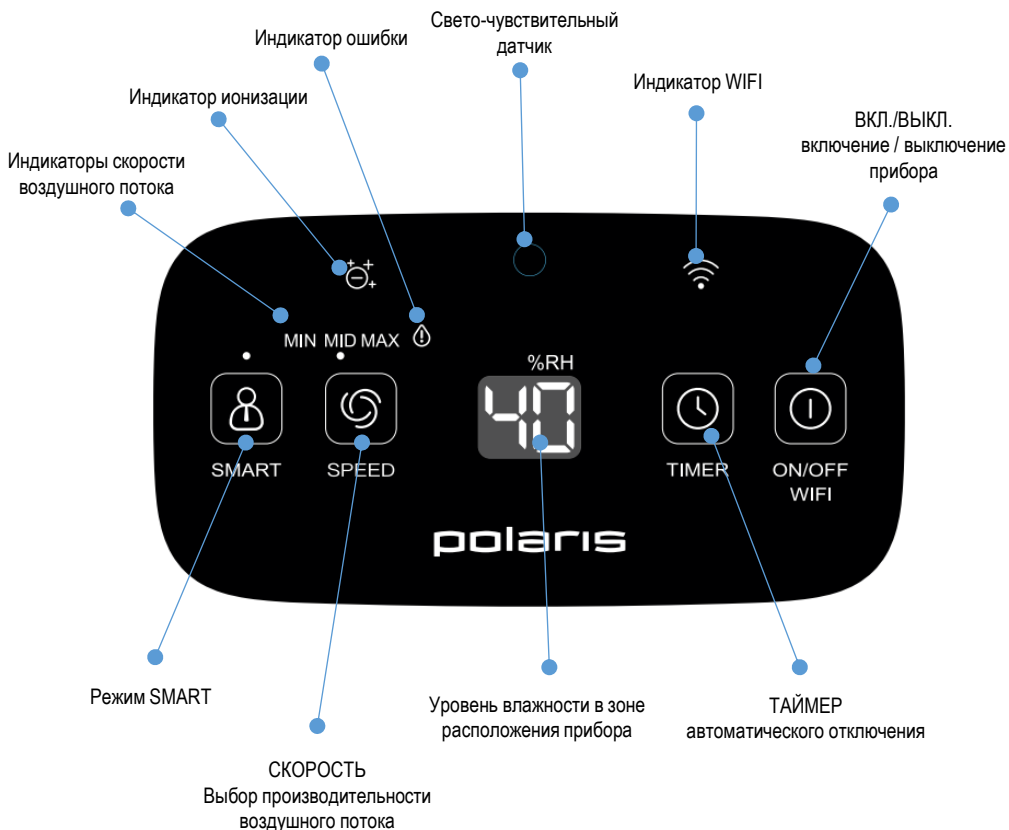 Свето-чувствительный
датчик
Индикатор ошибки
Индикатор WIFI
Индикатор ионизации
ВКЛ./ВЫКЛ.
включение / выключение
прибора
Индикаторы скорости
воздушного потока
MIN MID MAX
%RH
40
SMART
SPEED
TIMER
ON/OFF
WIFI
polaris
Режим SMART
Уровень влажности в зоне
расположения прибора
ТАЙМЕР
автоматического отключения
СКОРОСТЬ
Выбор производительности
воздушного потока